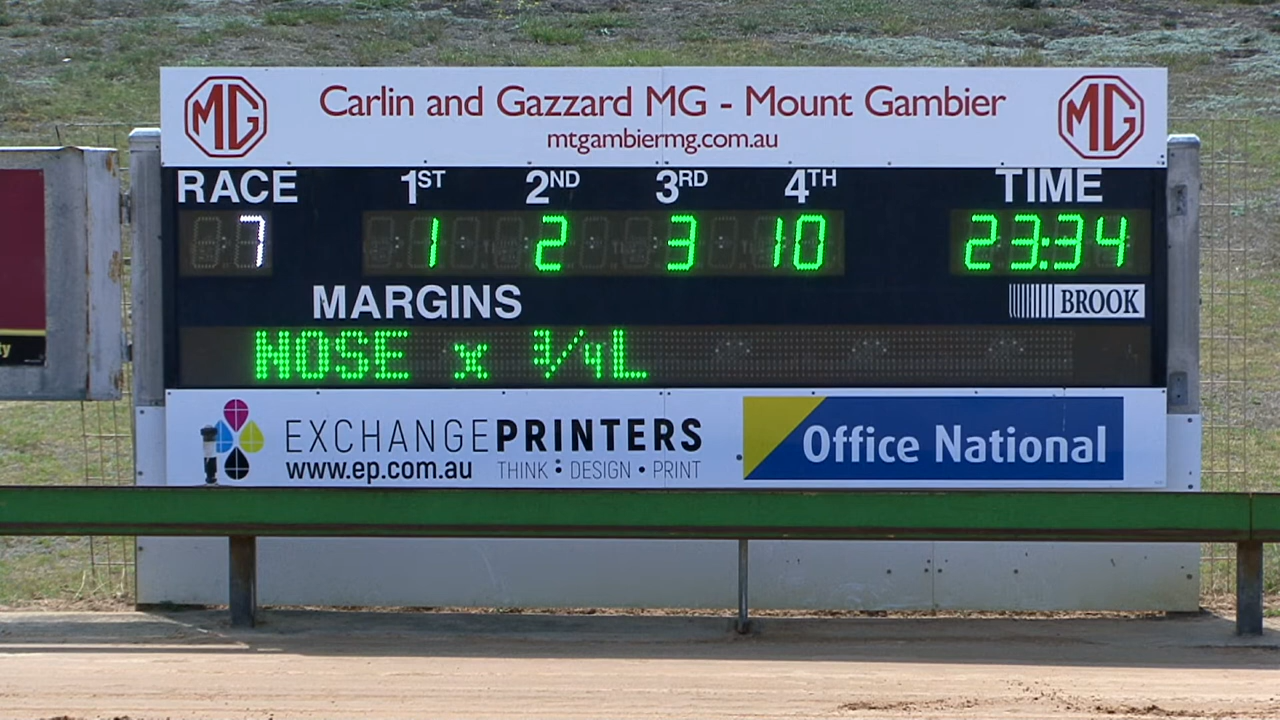 MG Carlin and Gazzard MG - Mount Gambier MG
mtgambiermg.com.au
RACE 1ST 2ND 3RD 4TH TIME
7 1 2 3 10 23:34
MARGINS BROOK
NOSE x 3/4L
EXCHANGEPRINTERS
www.ep.com.au THINK : DESIGN • PRINT
Office National
ty